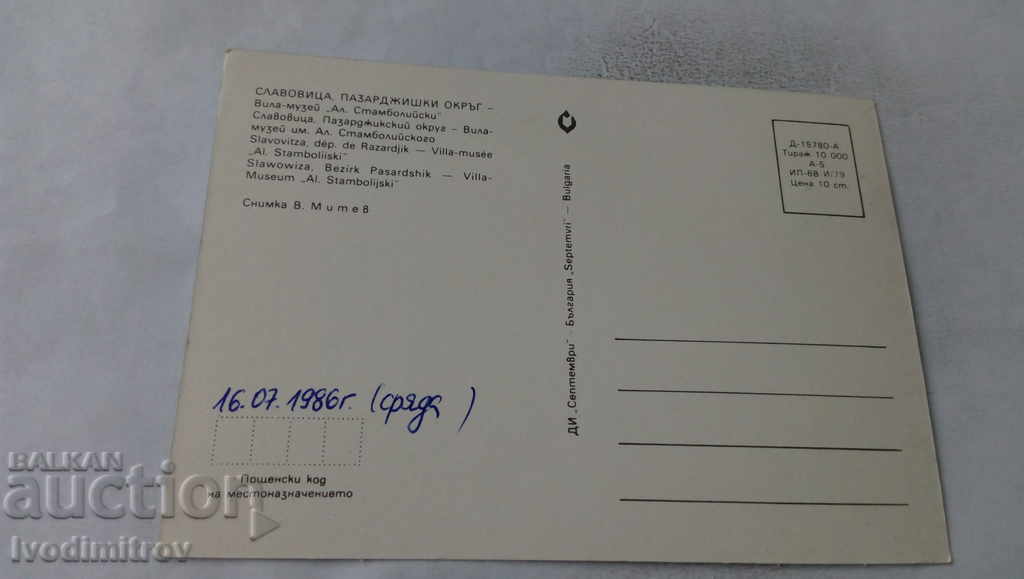 СЛАВОВИЦА, ПАЗАРДЖИШКИ ОКРЪГ –
Вила-музей „Ал. Стамболийски"
Славовица, Пазарджикский округ – Вила-
музей им. Ал. Стамболийского
Slavovitza, dép. de Razardjik — Villa-musée
„Al. Stamboliiski"
Slawowiza, Bezirk Pasardshik — Villa-
Museum „Al. Stambolijski"
Снимка В. Митев
16.07.1986г. (сряда)
Пощенски код
на местоназначението
ДИ „Септември" - България „Septemvri" — Bulgaria
Д-15780-А
Тираж 10 000
А-5
ИП-6В И/79
Цена 10 ст.
BALKAN
auction
Ivodimitrov